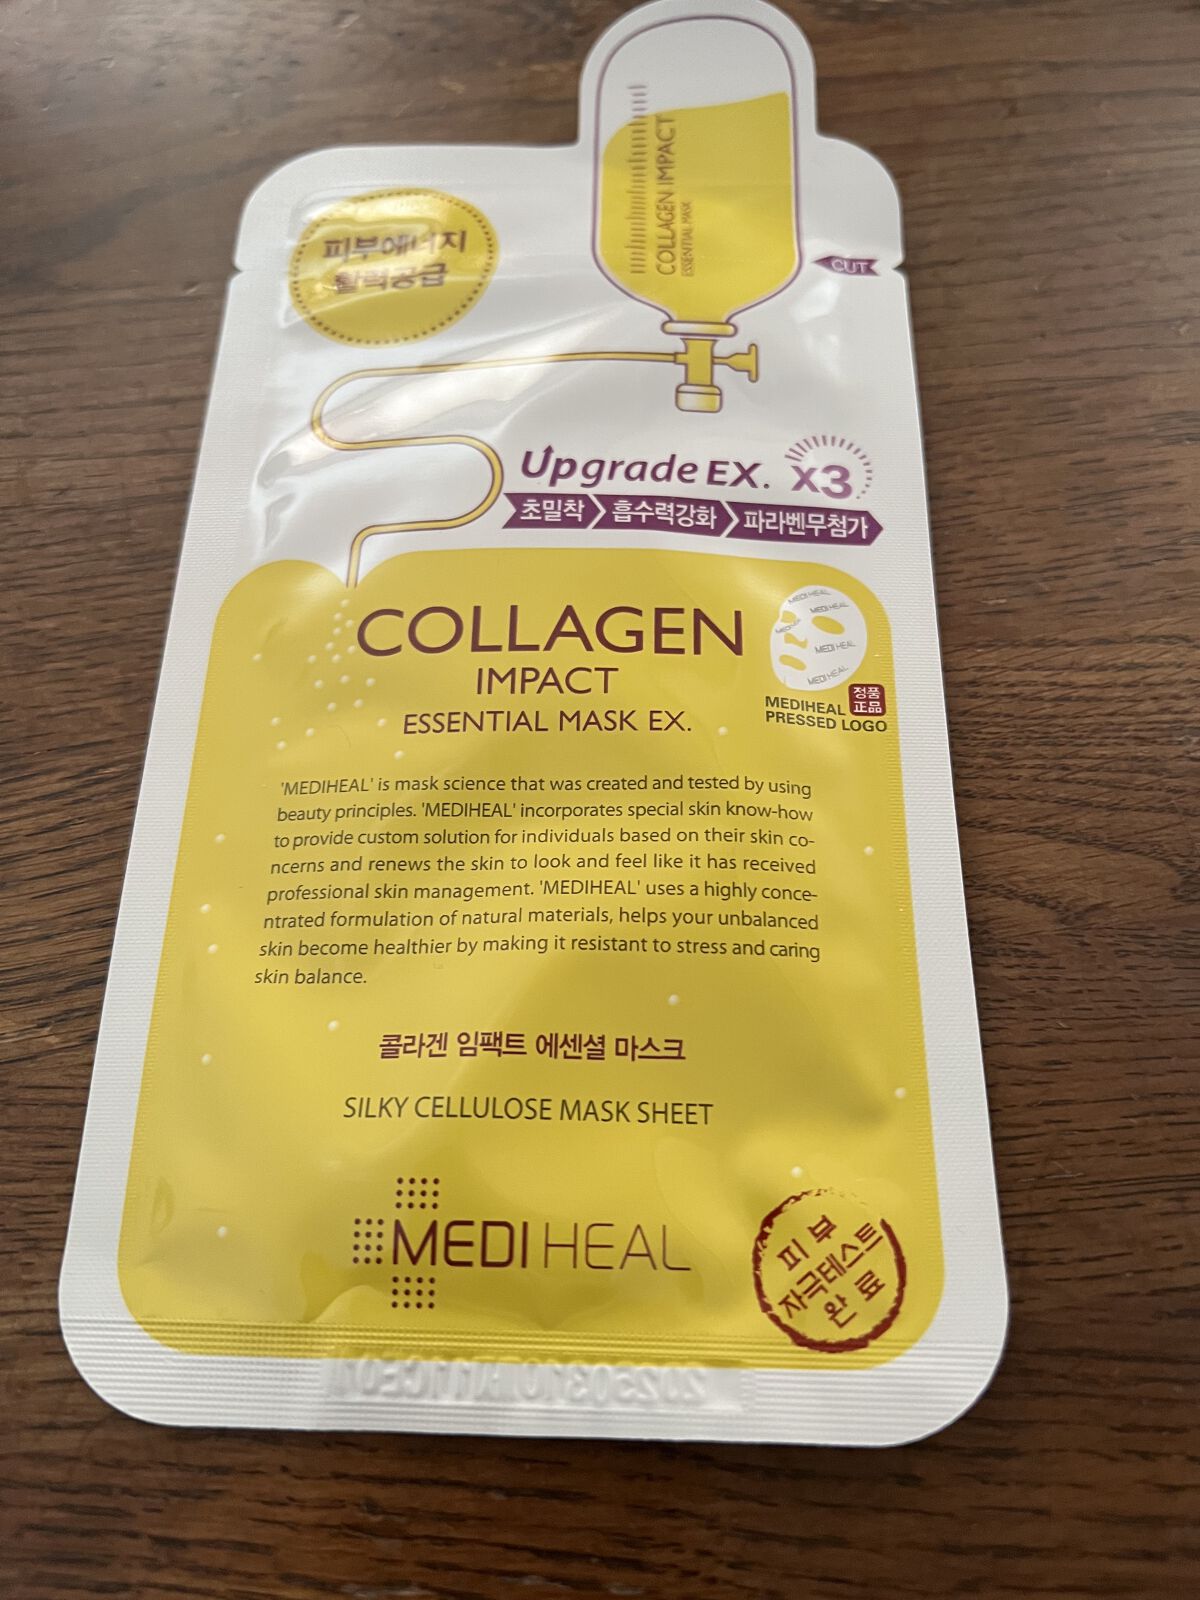 COLLAGEN IMPACT
ESSENTIAL MASK
피부에너지
활력공급
CUT
Upgrade EX. x3
초밀착 흡수력강화 파라벤무첨가
COLLAGEN
IMPACT
ESSENTIAL MASK EX.
MEDIHEAL
MEDIHEAL
MEDIHEAL
MEDIHEAL
MEDIHEAL
MEDIHEAL 정품
PRESSED LOGO 正品
'MEDIHEAL' is mask science that was created and tested by using
beauty principles. 'MEDIHEAL' incorporates special skin know-how
to provide custom solution for individuals based on their skin co-
ncerns and renews the skin to look and feel like it has received
professional skin management. 'MEDIHEAL' uses a highly conce-
ntrated formulation of natural materials, helps your unbalanced
skin become healthier by making it resistant to stress and caring
skin balance.
콜라겐 임팩트 에센셜 마스크
SILKY CELLULOSE MASK SHEET
MEDIHEAL
피부
자극테스트
완료